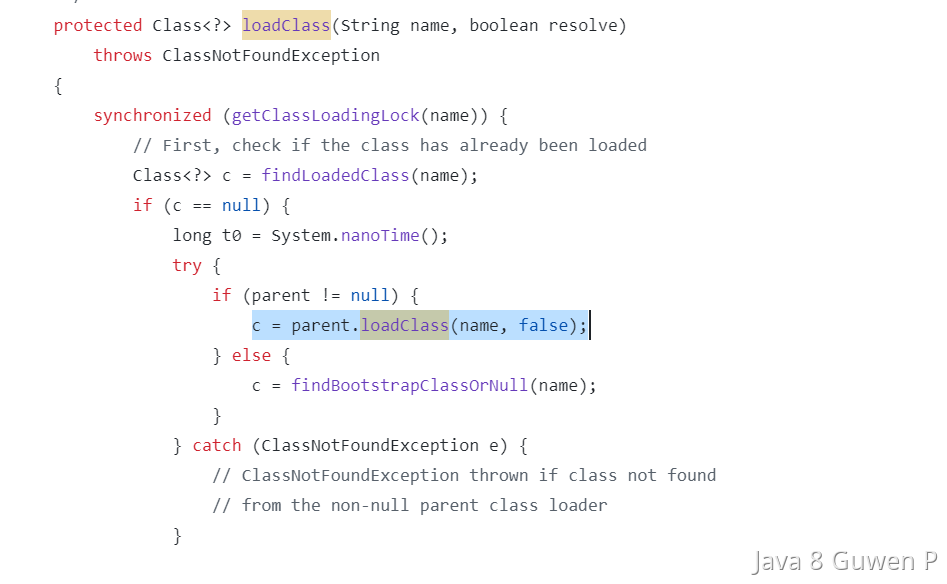 protected Class<?> loadClass(String name, boolean resolve)
throws ClassNotFoundException
{
synchronized (getClassLoadingLock(name)) {
// First, check if the class has already been loaded
Class<?> c = findLoadedClass(name);
if (c == null) {
long t0 = System.nanoTime();
try {
if (parent != null) {
c = parent.loadClass(name, false);
} else {
c = findBootstrapClassOrNull(name);
}
} catch (ClassNotFoundException e) {
// ClassNotFoundException thrown if class not found
// from the non-null parent class loader
}
Java 8 Guwen P